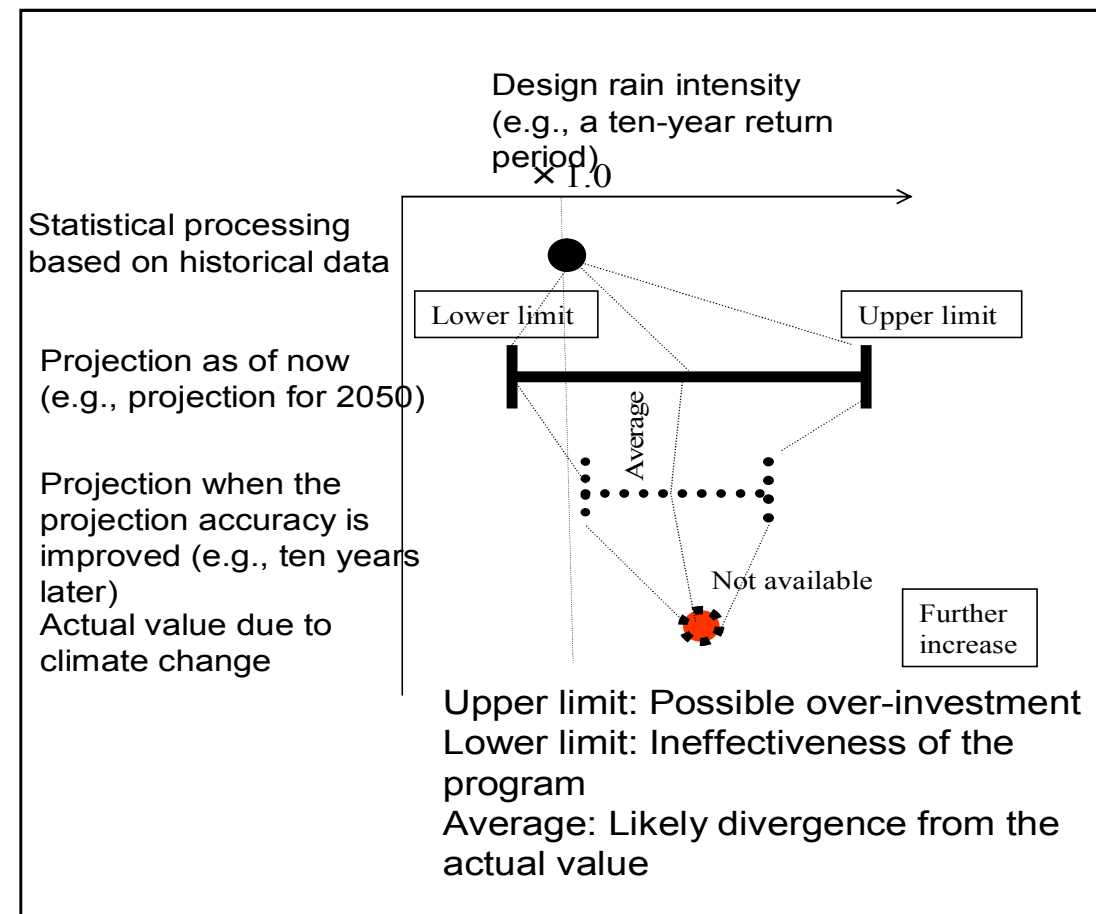 Design rain intensity
(e.g., a ten-year return
period)
× 1.0
Statistical processing
based on historical data
Lower limit
Upper limit
Projection as of now
(e.g., projection for 2050)
Average
Projection when the
projection accuracy is
improved (e.g., ten years
later)
Not available
Actual value due to
climate change
Further
increase
Upper limit: Possible over-investment
Lower limit: Ineffectiveness of the
program
Average: Likely divergence from the
actual value